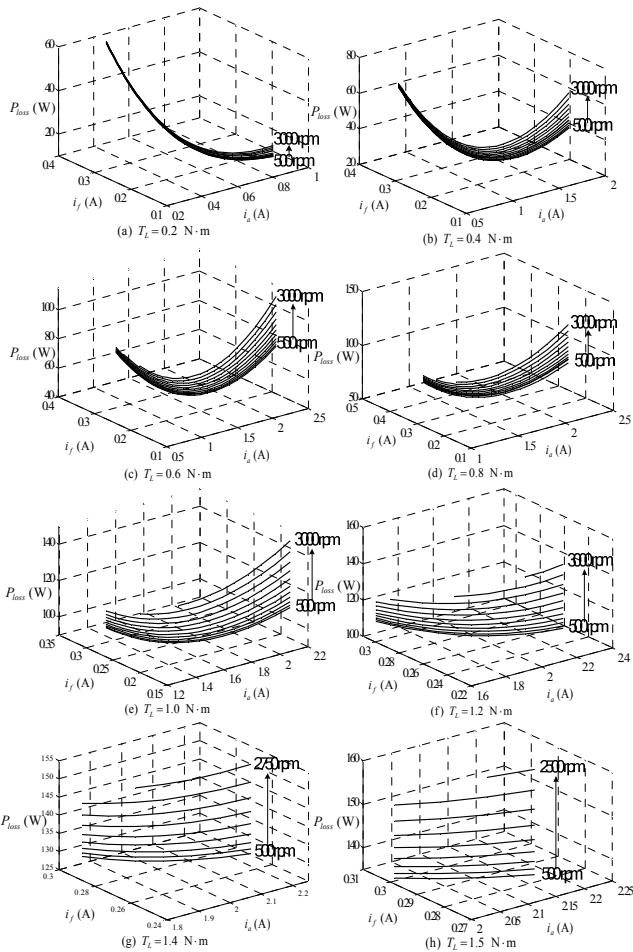 60
40
20
P_loss (W)
3000rpm
500rpm
0.4
0.3
0.2
0.1
i_f (A)
0.2
0.4
0.6
0.8
1
i_a (A)
(a) T_L = 0.2 N·m
80
60
40
20
P_loss (W)
3000rpm
500rpm
0.4
0.3
0.2
0.1
i_f (A)
0.5
1
1.5
2
i_a (A)
(b) T_L = 0.4 N·m
100
80
60
40
P_loss (W)
3000rpm
500rpm
0.4
0.3
0.2
0.1
i_f (A)
0.5
1
1.5
2
2.5
i_a (A)
(c) T_L = 0.6 N·m
150
100
50
P_loss (W)
3000rpm
500rpm
0.5
0.4
0.3
0.2
0.1
i_f (A)
1
1.5
2
2.5
i_a (A)
(d) T_L = 0.8 N·m
140
120
100
P_loss (W)
3000rpm
500rpm
0.35
0.3
0.25
0.2
0.15
i_f (A)
1.2
1.4
1.6
1.8
2
2.2
i_a (A)
(e) T_L = 1.0 N·m
160
140
120
100
P_loss (W)
3000rpm
500rpm
0.3
0.28
0.26
0.24
0.22
i_f (A)
1.6
1.8
2
2.2
2.4
i_a (A)
(f) T_L = 1.2 N·m
155
150
145
140
135
130
125
P_loss (W)
2750rpm
500rpm
0.3
0.28
0.26
0.24
i_f (A)
1.8
1.9
2
2.1
2.2
i_a (A)
(g) T_L = 1.4 N·m
160
150
140
P_loss (W)
2500rpm
500rpm
0.31
0.3
0.29
0.28
0.27
i_f (A)
2
2.05
2.1
2.15
2.2
2.25
i_a (A)
(h) T_L = 1.5 N·m